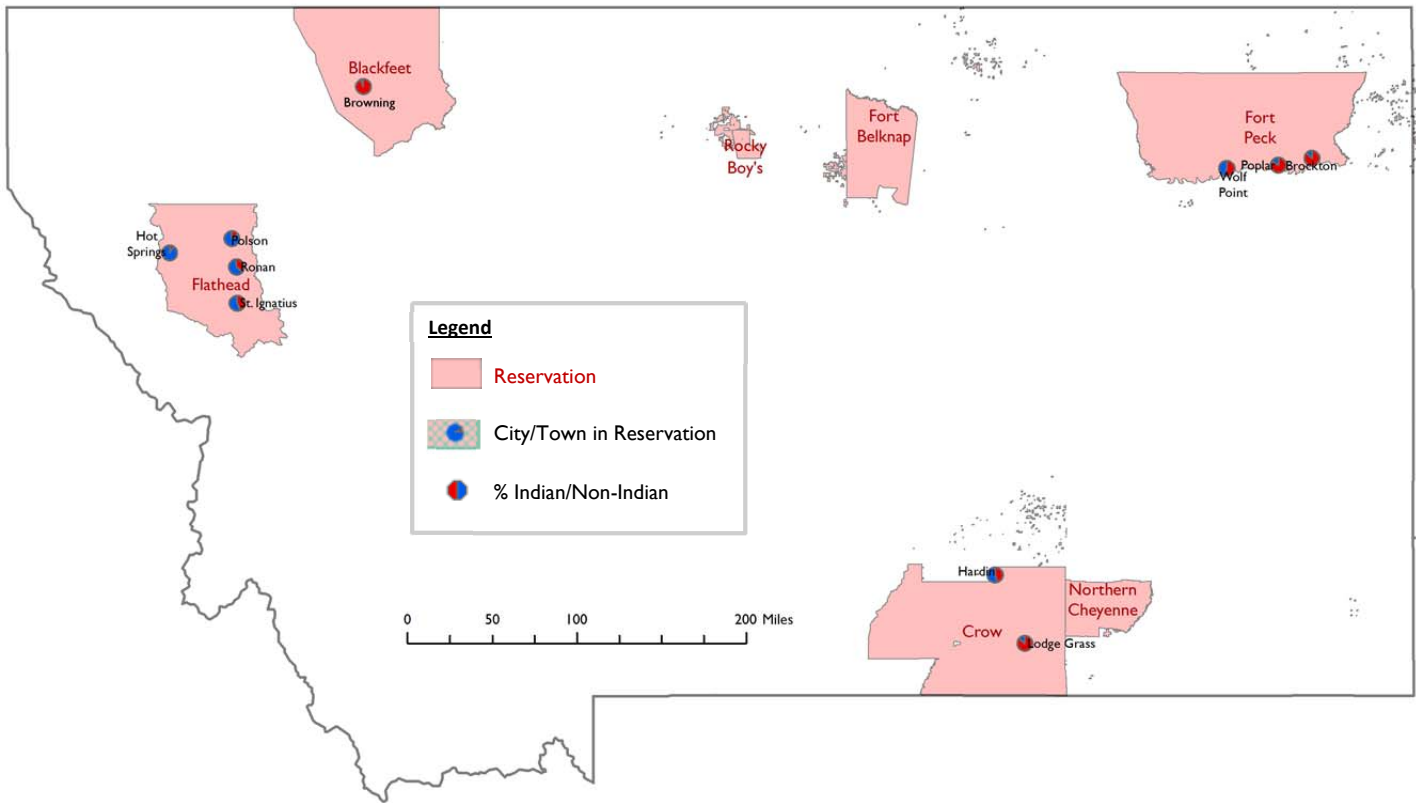 Blackfeet
Browning
Rocky
Boy's
Fort
Belknap
Fort
Peck
Poplar
Brockton
Wolf
Point
Hot
Springs
Polson
Ronan
Flathead
St. Ignatius
Legend
Reservation
City/Town in Reservation
% Indian/Non-Indian
0 50 100 200 Miles
Hardin
Northern
Cheyenne
Crow
Lodge Grass